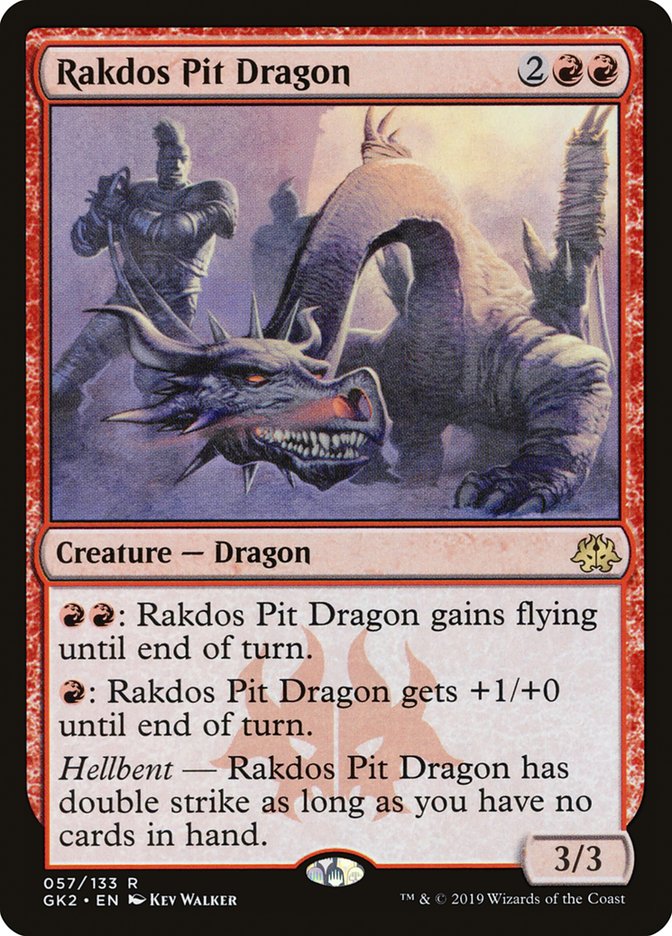 Rakdos Pit Dragon 2
Creature — Dragon
: Rakdos Pit Dragon gains flying
until end of turn.
: Rakdos Pit Dragon gets +1/+0
until end of turn.
Hellbent — Rakdos Pit Dragon has
double strike as long as you have no
cards in hand.
3/3
057/133 R
GK2 • EN Kev Walker
™ & © 2019 Wizards of the Coast